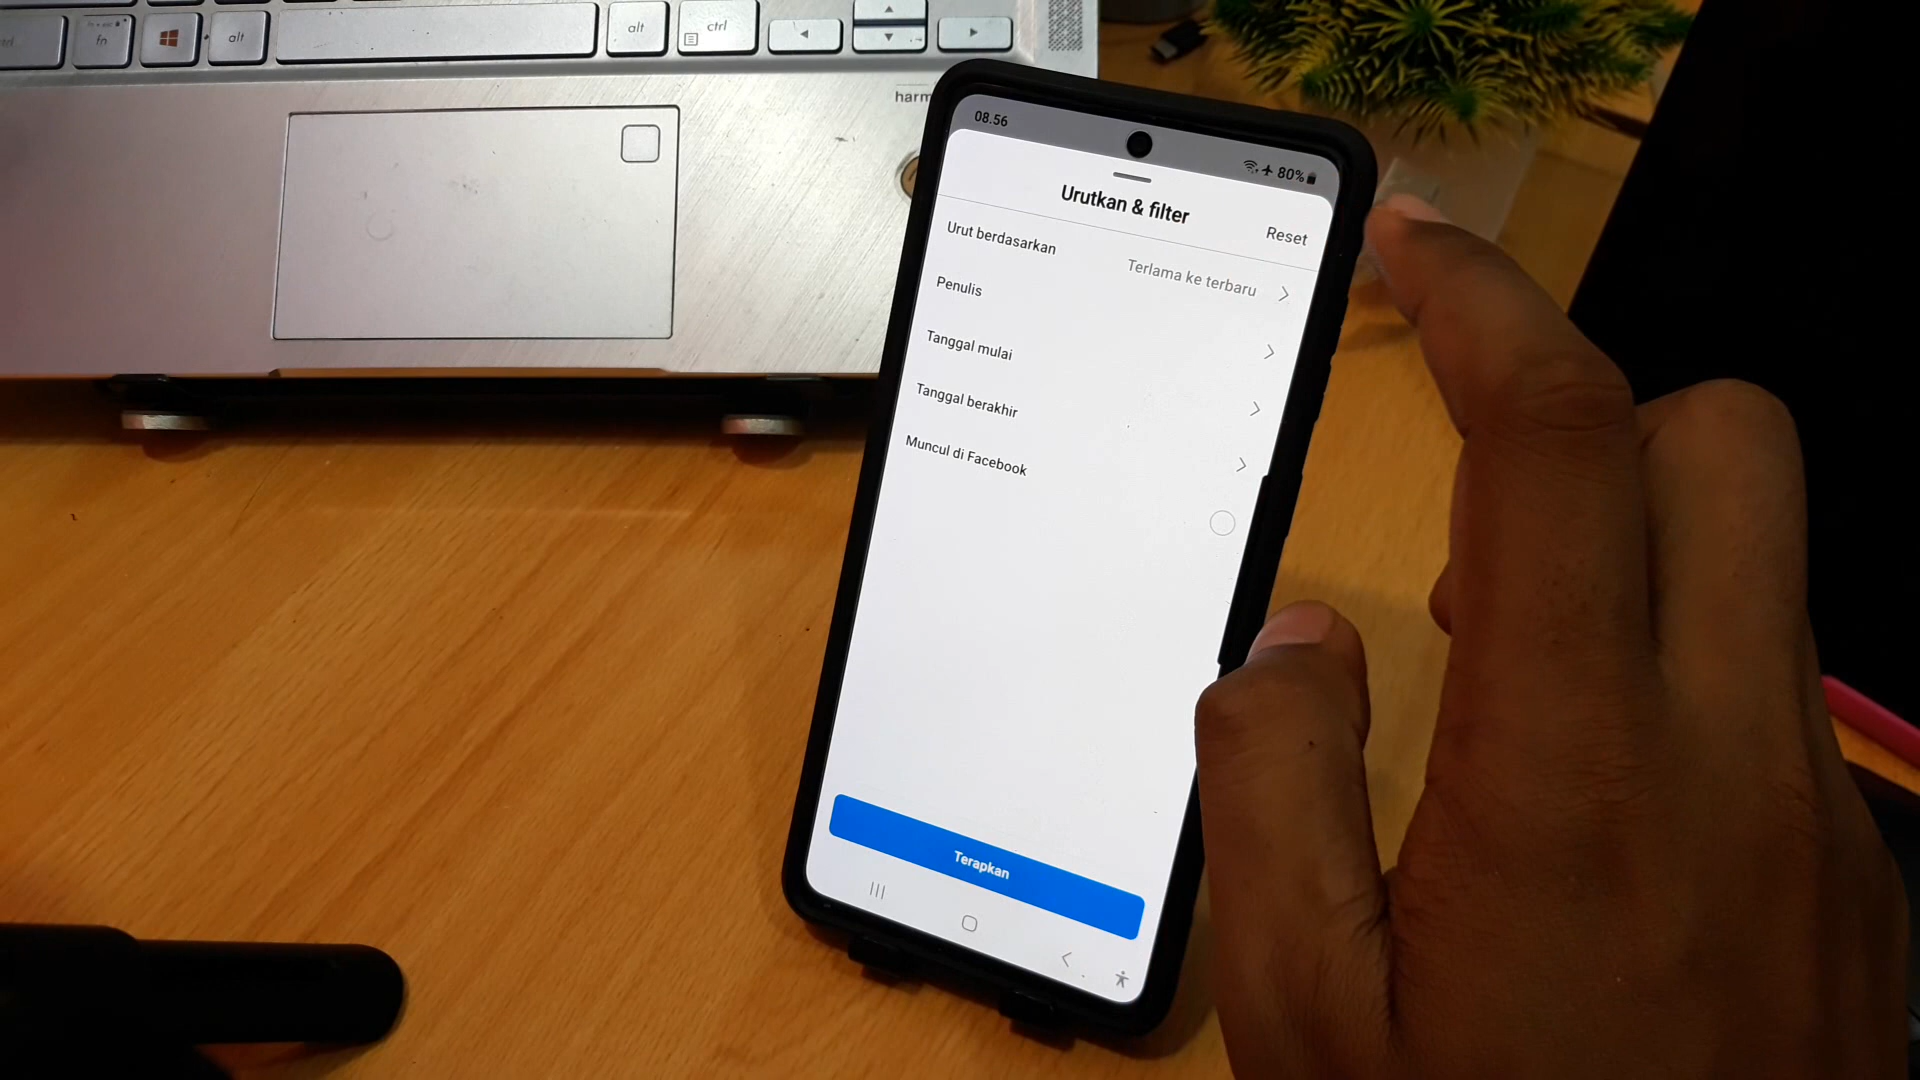 fn
alt
alt
ctrl
harm
08.56
80%
Urutkan & filter
Reset
Urut berdasarkan
Terlama ke terbaru
Penulis
Tanggal mulai
Tanggal berakhir
Muncul di Facebook
Terapkan